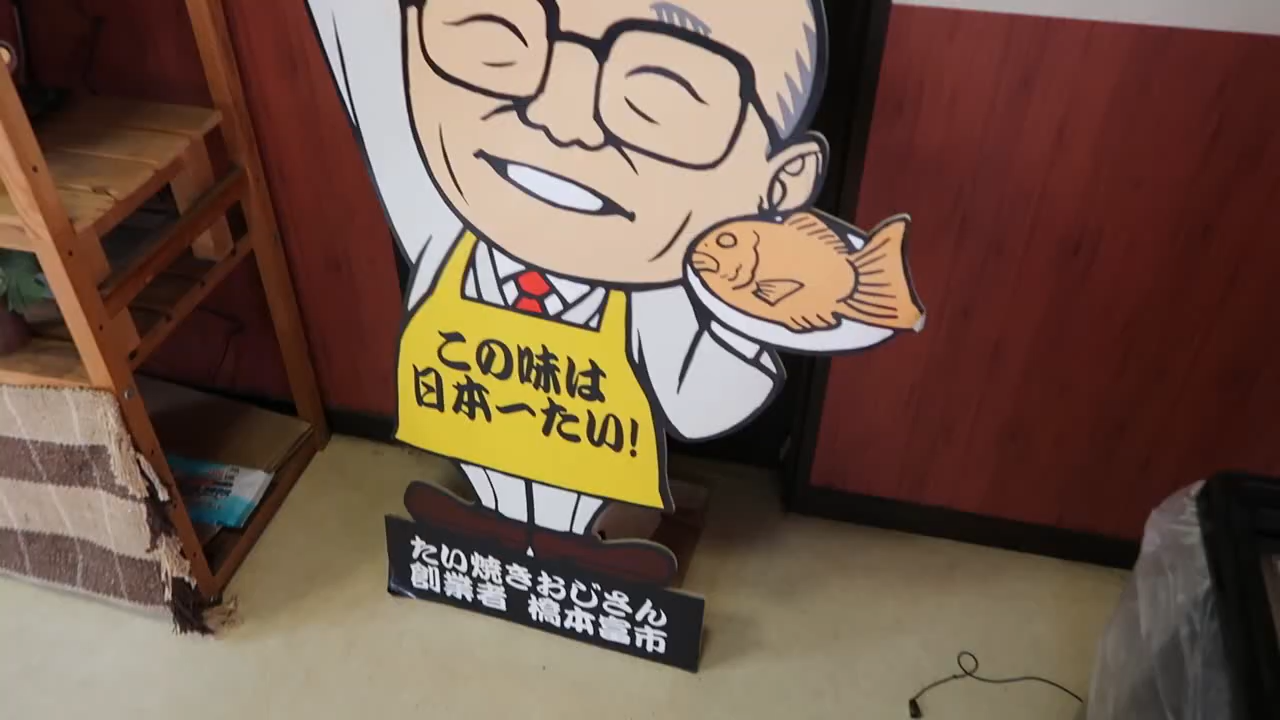 この味は
日本一たい!
たい焼きおじさん
創業者 橋本富市